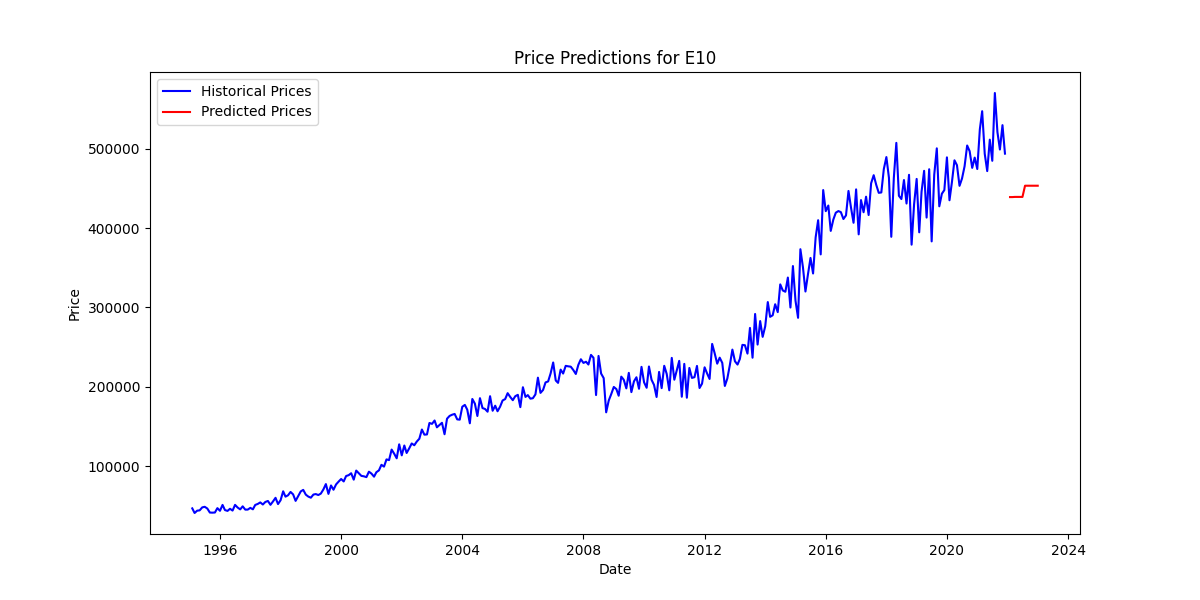 Price Predictions for E10
Historical Prices
Predicted Prices
500000
400000
300000
200000
100000
Price
1996 2000 2004 2008 2012 2016 2020 2024
Date